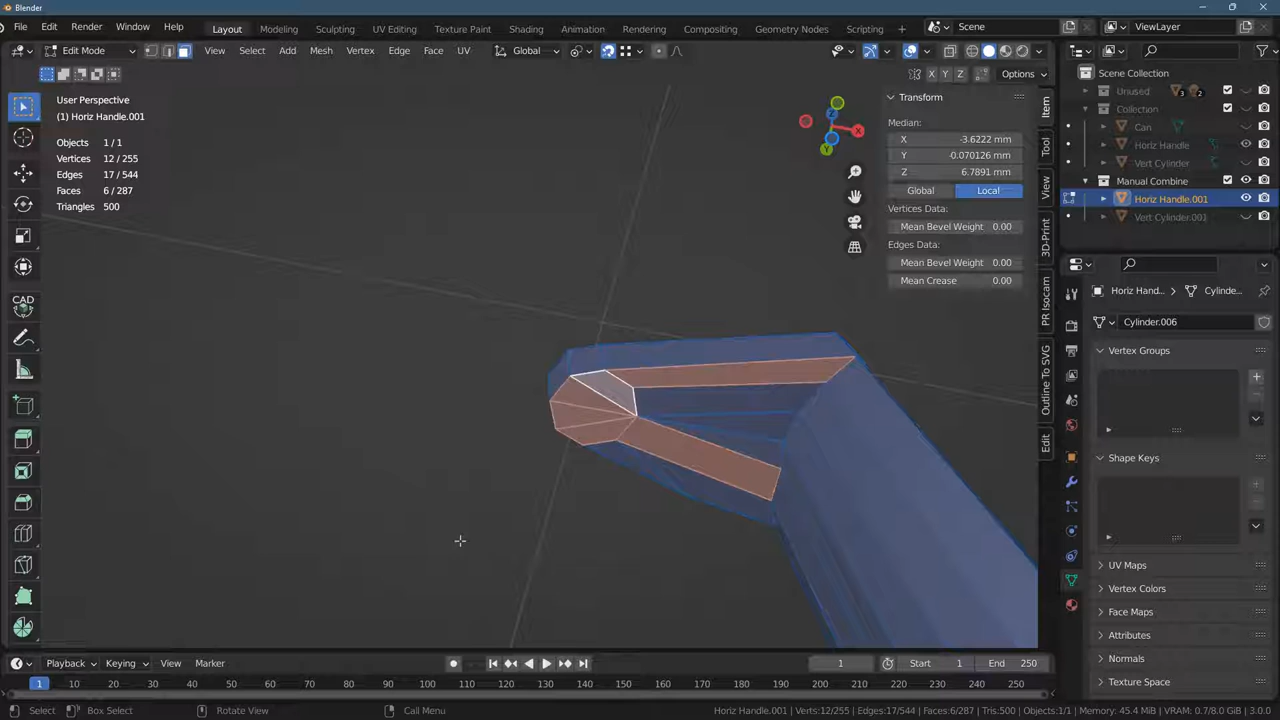 Blender
File Edit Render Window Help Layout Modeling Sculpting UV Editing Texture Paint Shading Animation Rendering Compositing Geometry Nodes Scripting Scene ViewLayer
Edit Mode View Select Add Mesh Vertex Edge Face UV Global
X Y Z Options
User Perspective
(1) Horiz Handle.001
Objects 1/1
Vertices 12/255
Edges 17/544
Faces 6/287
Triangles 500
CAD
Z X Y
Transform
Median:
X -3.6222 mm
Y -0.070126 mm
Z 6.7891 mm
Global Local
Vertices Data:
Mean Bevel Weight 0.00
Edges Data:
Mean Bevel Weight 0.00
Mean Crease 0.00
Item
Tool
View
3D-Print
PR Isocam
Outline To SVG
Edit
Scene Collection
Unused 3 2
Collection
Can
Horiz Handle
Vert Cylinder
Manual Combine
Horiz Handle.001
Vert Cylinder.001
Horiz Hand... Cylinde...
Cylinder.006
Vertex Groups
Shape Keys
UV Maps
Vertex Colors
Face Maps
Attributes
Normals
Texture Space
Playback Keying View Marker 1 Start 1 End 250
1 10 20 30 40 50 60 70 80 90 100 110 120 130 140 150 160 170 180 190 200 210 220 230 240 250
Select Box Select Rotate View Call Menu Horiz Handle.001 | Verts:12/255 | Edges:17/544 | Faces:6/287 | Tris:500 | Objects:1/1 | Memory: 45.4 MiB | VRAM: 0.7/8.0 GiB | 3.0.0